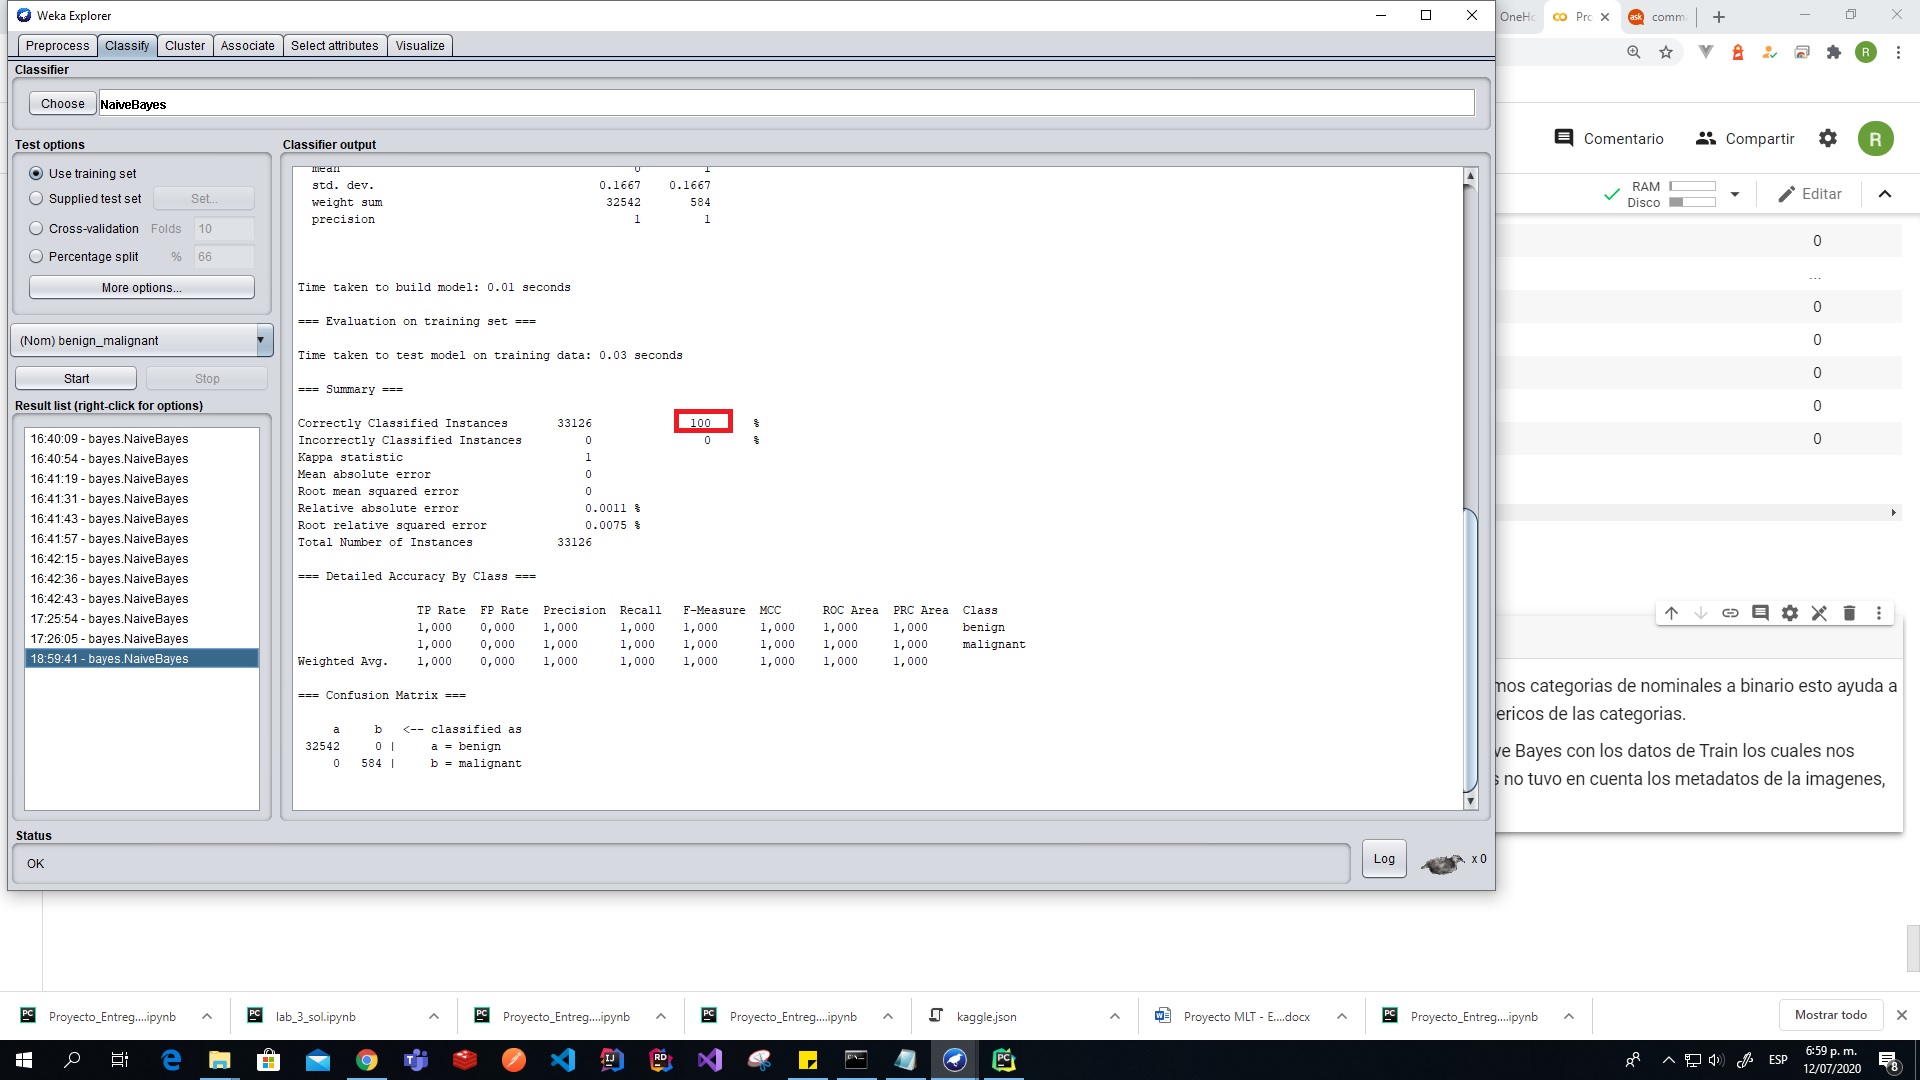 Weka Explorer
Preprocess Classify Cluster Associate Select attributes Visualize
Classifier
Choose NaiveBayes
Test options
Use training set
Supplied test set Set...
Cross-validation Folds 10
Percentage split % 66
More options...
(Nom) benign_malignant
Start Stop
Result list (right-click for options)
16:40:09 - bayes.NaiveBayes
16:40:54 - bayes.NaiveBayes
16:41:19 - bayes.NaiveBayes
16:41:31 - bayes.NaiveBayes
16:41:43 - bayes.NaiveBayes
16:41:57 - bayes.NaiveBayes
16:42:15 - bayes.NaiveBayes
16:42:36 - bayes.NaiveBayes
16:42:43 - bayes.NaiveBayes
17:25:54 - bayes.NaiveBayes
17:26:05 - bayes.NaiveBayes
18:59:41 - bayes.NaiveBayes
Classifier output
mean 0 1
std. dev. 0.1667 0.1667
weight sum 32542 584
precision 1 1
Time taken to build model: 0.01 seconds
=== Evaluation on training set ===
Time taken to test model on training data: 0.03 seconds
=== Summary ===
Correctly Classified Instances 33126 100 %
Incorrectly Classified Instances 0 0 %
Kappa statistic 1
Mean absolute error 0
Root mean squared error 0
Relative absolute error 0.0011 %
Root relative squared error 0.0075 %
Total Number of Instances 33126
=== Detailed Accuracy By Class ===
TP Rate FP Rate Precision Recall F-Measure MCC ROC Area PRC Area Class
1,000 0,000 1,000 1,000 1,000 1,000 1,000 1,000 benign
1,000 0,000 1,000 1,000 1,000 1,000 1,000 1,000 malignant
Weighted Avg. 1,000 0,000 1,000 1,000 1,000 1,000 1,000 1,000
=== Confusion Matrix ===
a b <-- classified as
32542 0 | a = benign
0 584 | b = malignant
Status
OK
Log x 0
OneHo Pro ask comma
R
Comentario Compartir R
RAM
Disco
Editar
0
...
0
0
0
0
0
mos categorias de nominales a binario esto ayuda a
ericos de las categorias.
ve Bayes con los datos de Train los cuales nos
s no tuvo en cuenta los metadatos de la imagenes,
Proyecto_Entreg....ipynb lab_3_sol.ipynb Proyecto_Entreg....ipynb Proyecto_Entreg....ipynb kaggle.json Proyecto MLT - E....docx Proyecto_Entreg....ipynb Mostrar todo
ESP
6:59 p. m.
12/07/2020
8